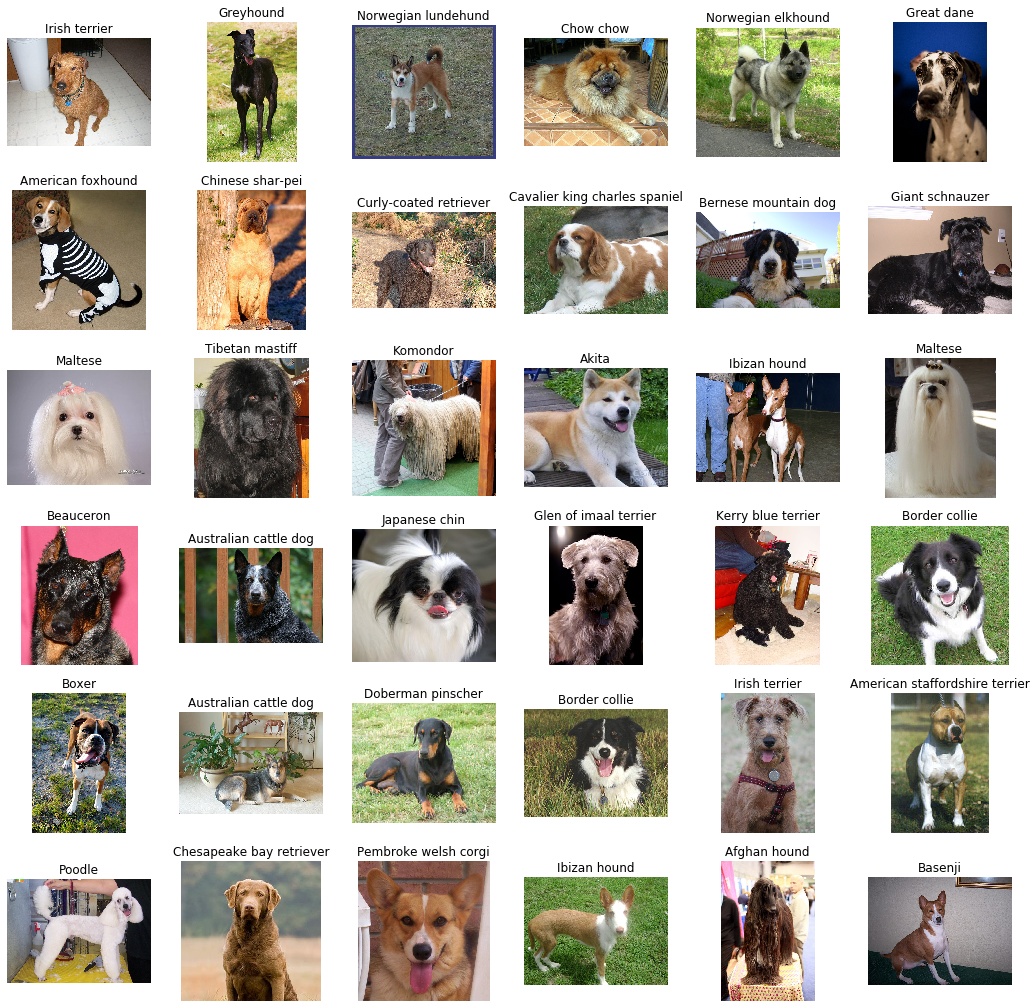 Irish terrier
Greyhound
Norwegian lundehund
Chow chow
Norwegian elkhound
Great dane
American foxhound
Chinese shar-pei
Curly-coated retriever
Cavalier king charles spaniel
Bernese mountain dog
Giant schnauzer
Maltese
Tibetan mastiff
Komondor
Akita
Ibizan hound
Maltese
Beauceron
Australian cattle dog
Japanese chin
Glen of imaal terrier
Kerry blue terrier
Border collie
Boxer
Australian cattle dog
Doberman pinscher
Border collie
Irish terrier
American staffordshire terrier
Poodle
Chesapeake bay retriever
Pembroke welsh corgi
Ibizan hound
Afghan hound
Basenji